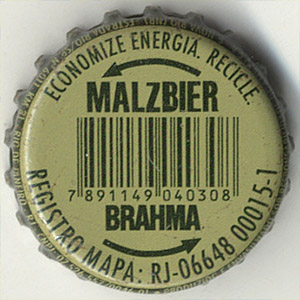 ECONOMIZE ENERGIA. RECICLE.
MALZBIER
7 891149 040308
BRAHMA
REGISTRO MAPA: RJ-06648 00015-1